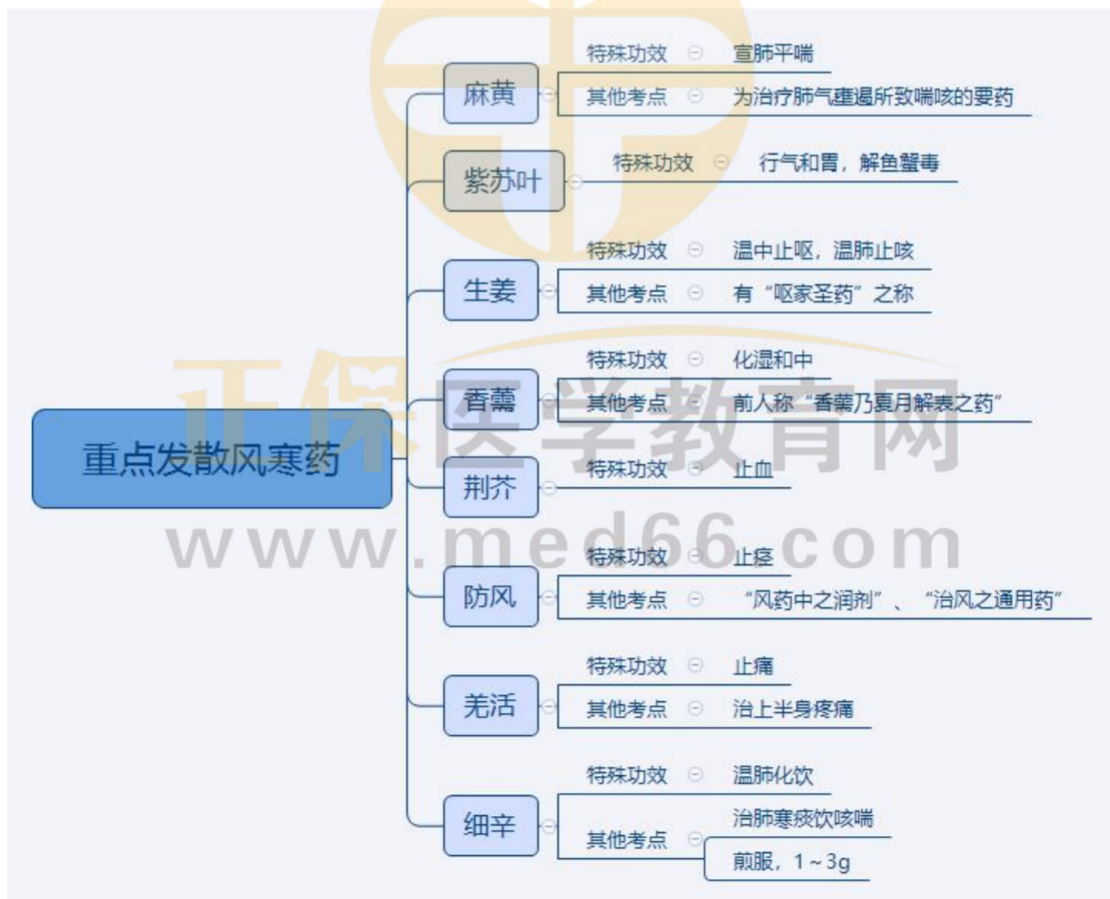 重点发散风寒药
麻黄
特殊功效 宣肺平喘
其他考点 为治疗肺气壅遏所致喘咳的要药
紫苏叶
特殊功效 行气和胃，解鱼蟹毒
生姜
特殊功效 温中止呕，温肺止咳
其他考点 有“呕家圣药”之称
香薷
特殊功效 化湿和中
其他考点 前人称“香薷乃夏月解表之药”
荆芥
特殊功效 止血
防风
特殊功效 止痉
其他考点 “风药中之润剂”、“治风之通用药”
羌活
特殊功效 止痛
其他考点 治上半身疼痛
细辛
特殊功效 温肺化饮
其他考点
治肺寒痰饮咳喘
煎服，1～3g
正保医学教育网
www.med66.com